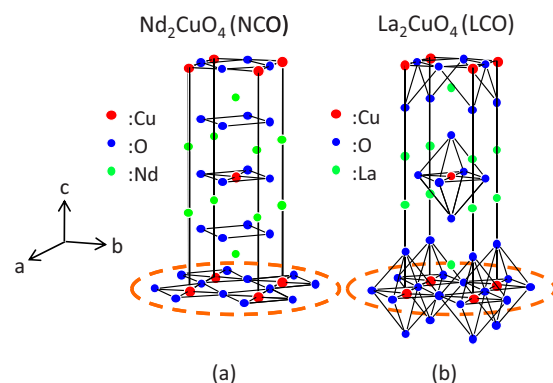 Nd₂CuO₄ (NCO)
La₂CuO₄ (LCO)
:Cu
:O
:Nd
:Cu
:O
:La
c
a
b
(a)
(b)